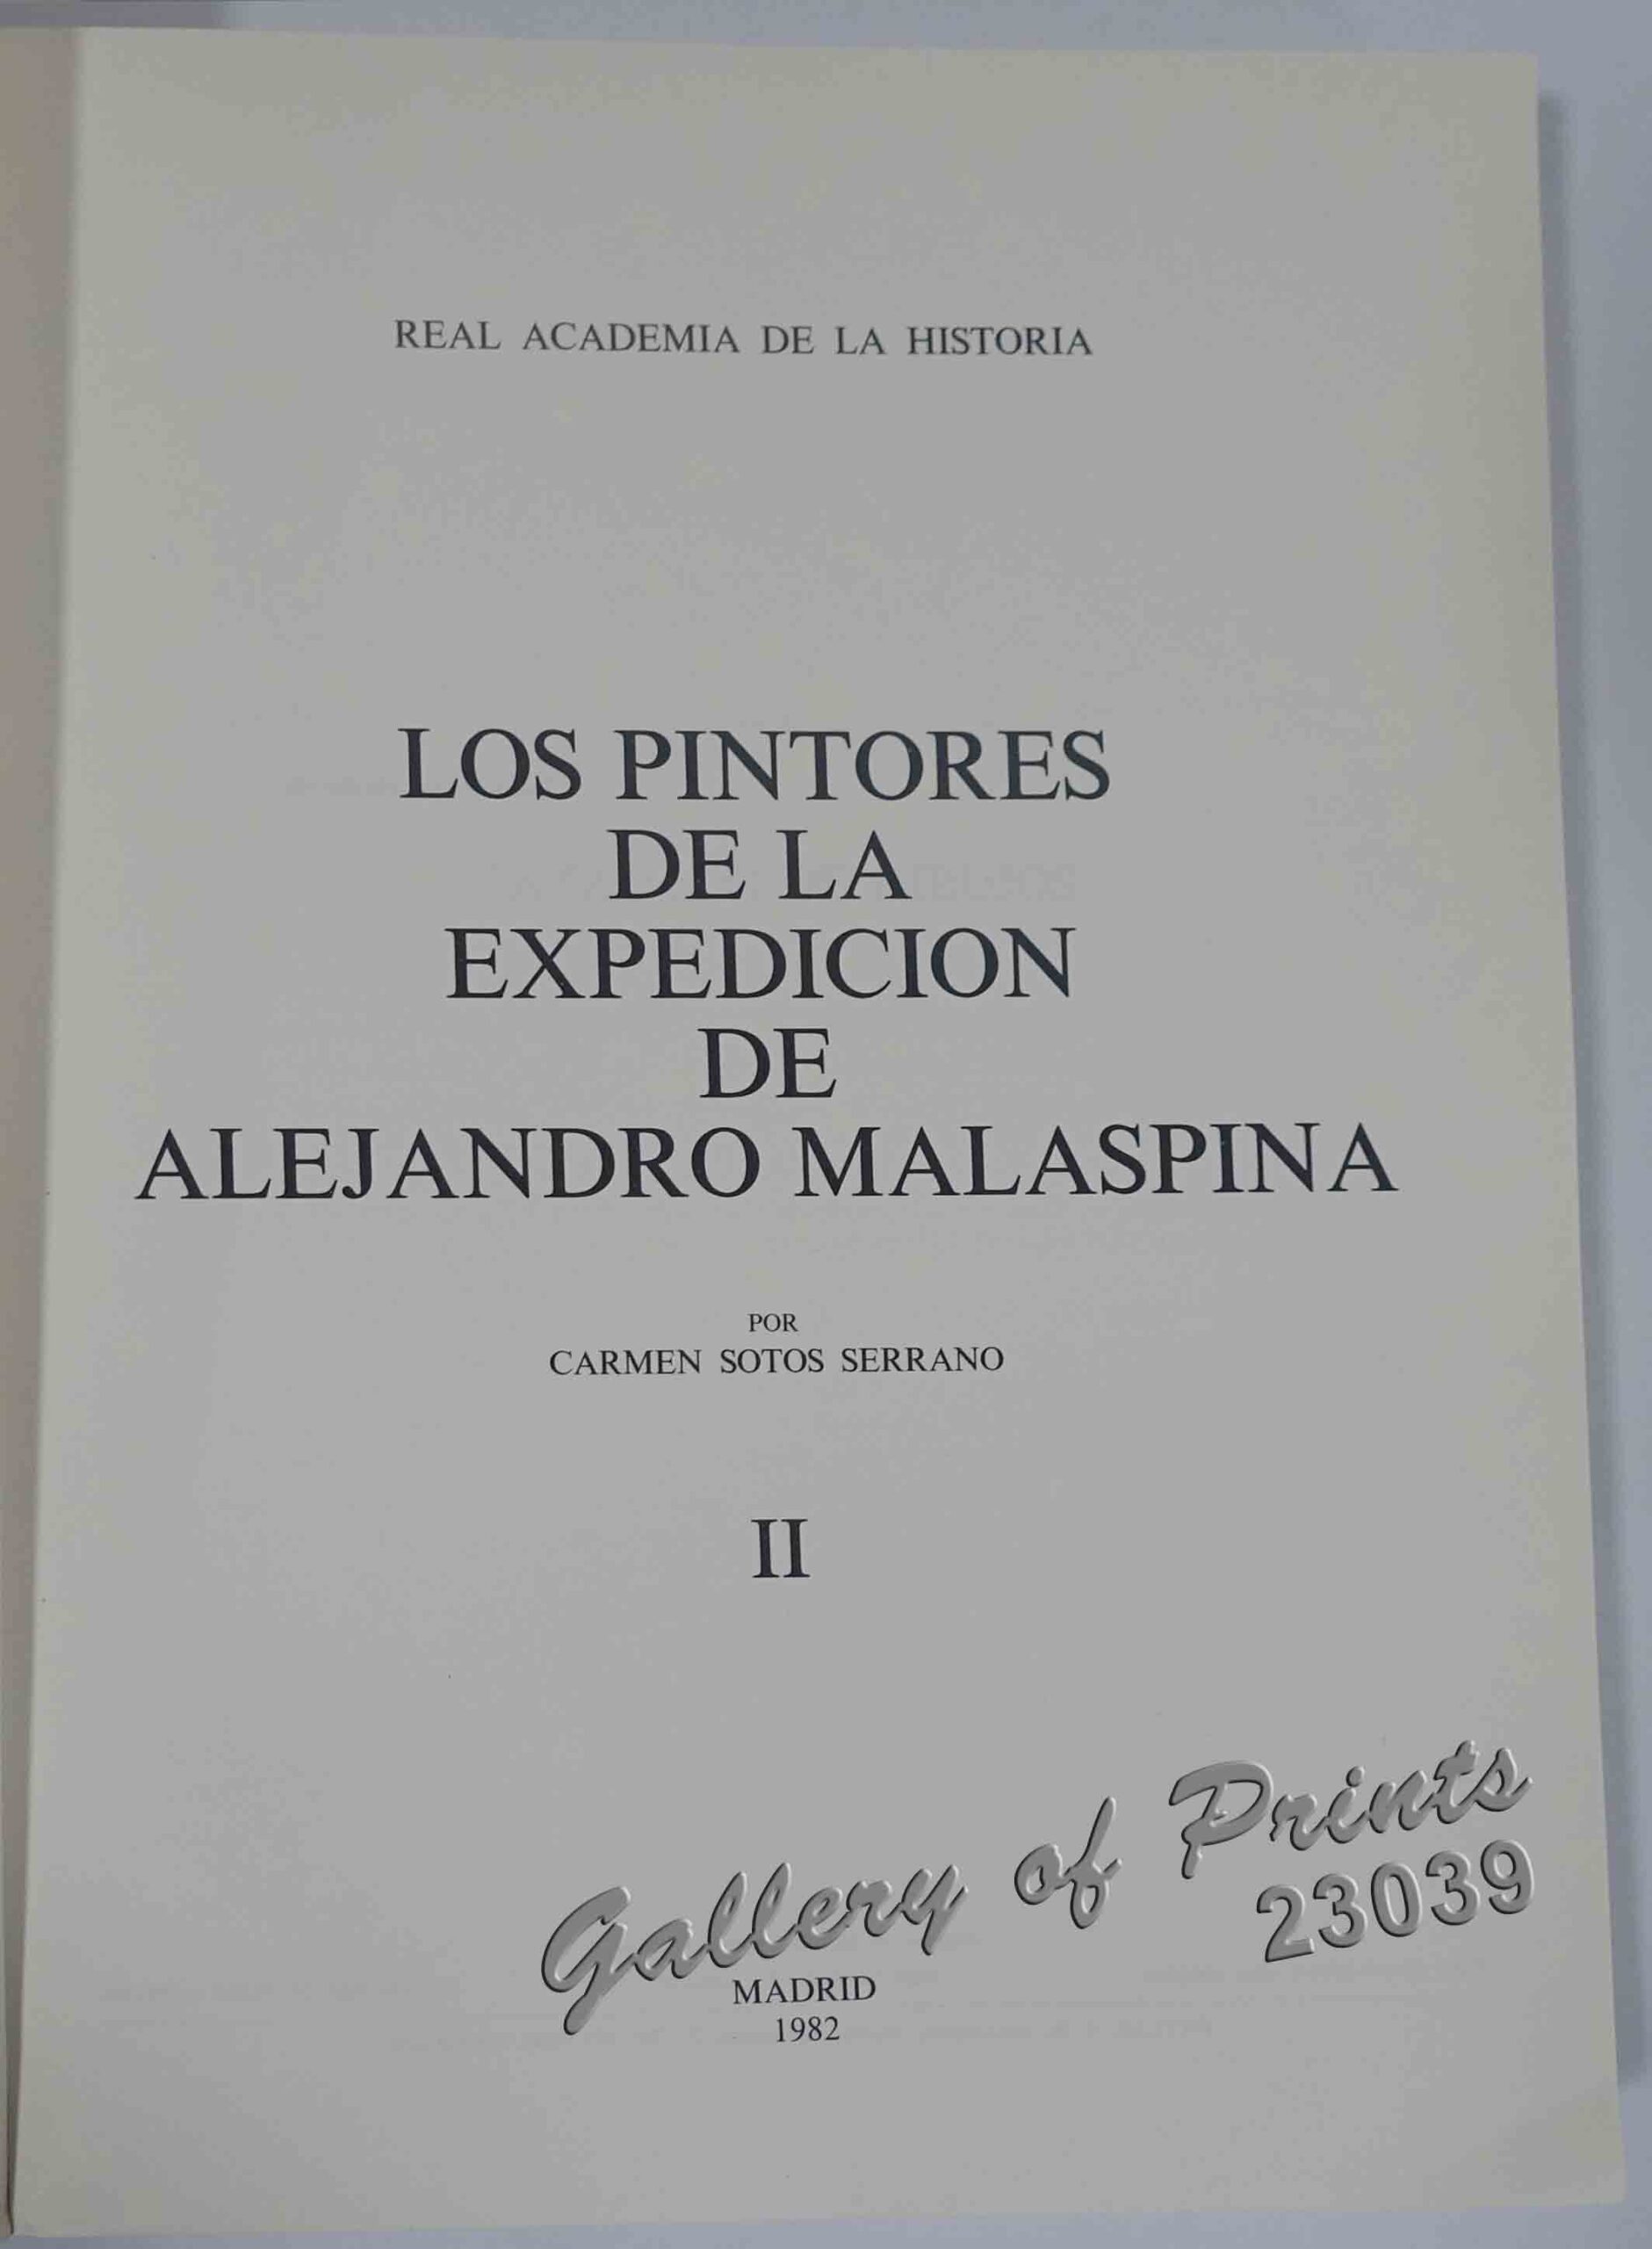 REAL ACADEMIA DE LA HISTORIA
LOS PINTORES
DE LA
EXPEDICION
DE
ALEJANDRO MALASPINA
POR
CARMEN SOTOS SERRANO
II
Gallery of Prints
23039
MADRID
1982